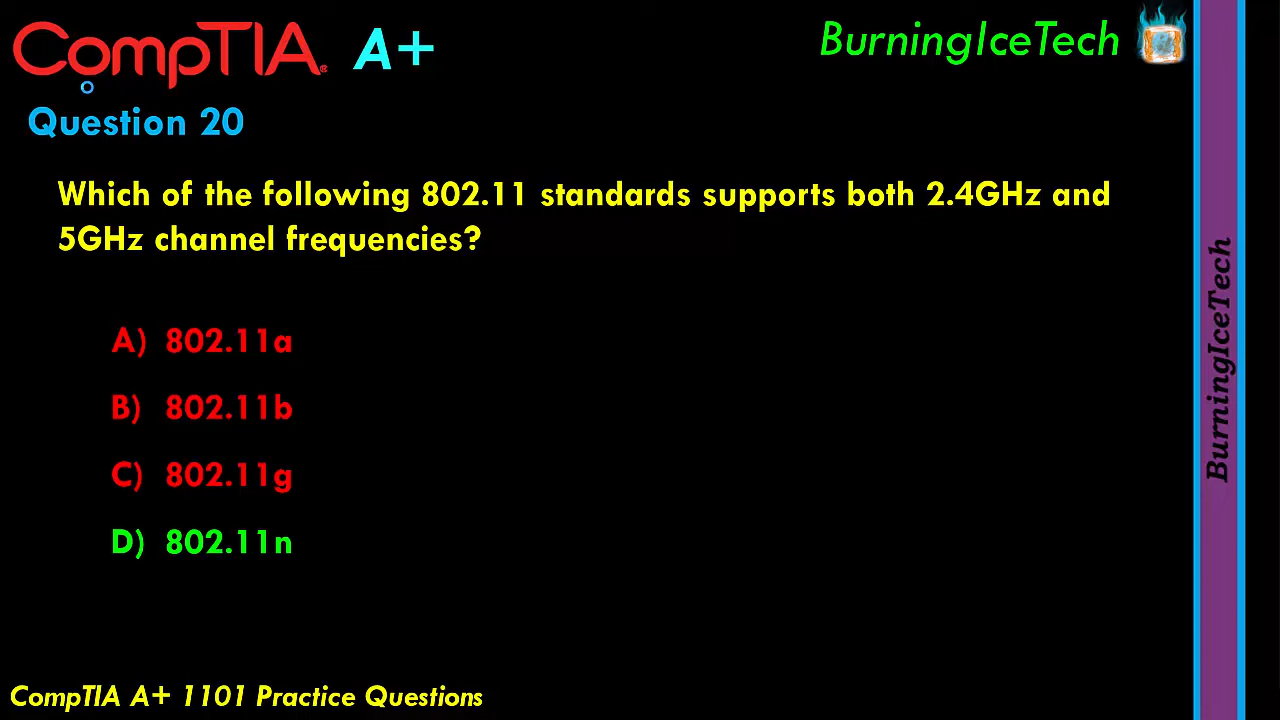 CompTIA® A+
BurningIceTech
Question 20
Which of the following 802.11 standards supports both 2.4GHz and
5GHz channel frequencies?
A) 802.11a
B) 802.11b
C) 802.11g
D) 802.11n
BurningIceTech
CompTIA A+ 1101 Practice Questions